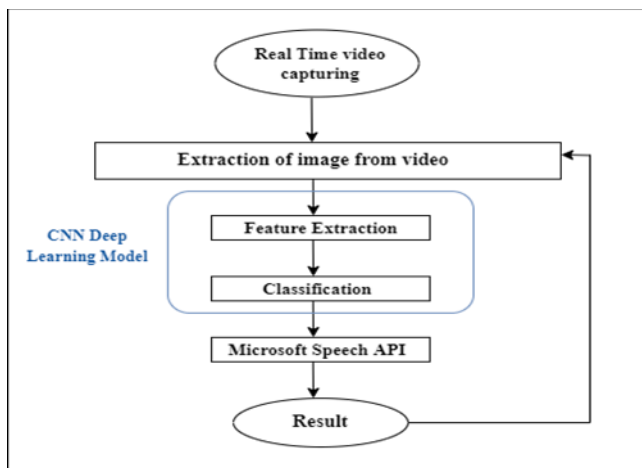 Real Time video
capturing
Extraction of image from video
CNN Deep
Learning Model
Feature Extraction
Classification
Microsoft Speech API
Result